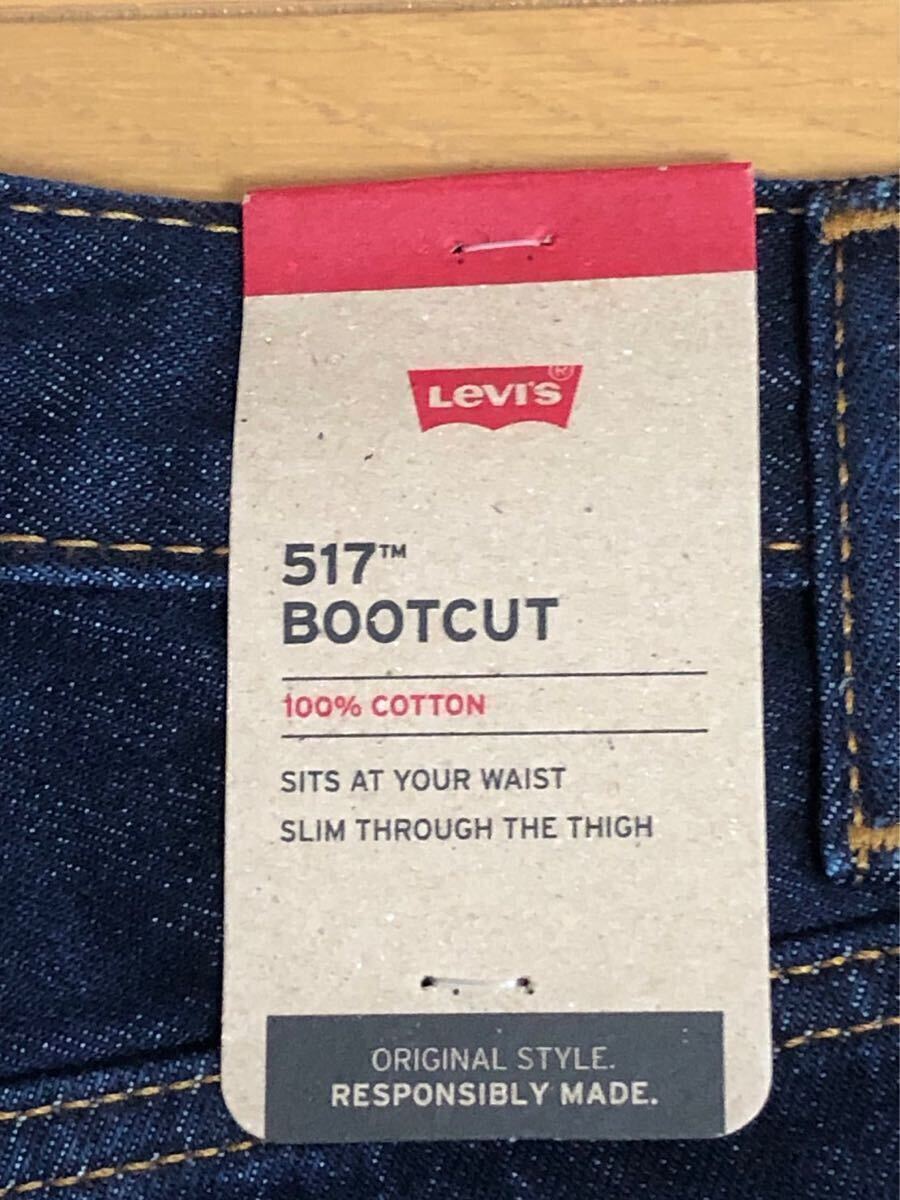 Levi's®
517™
BOOTCUT
100% COTTON
SITS AT YOUR WAIST
SLIM THROUGH THE THIGH
ORIGINAL STYLE.
RESPONSIBLY MADE.